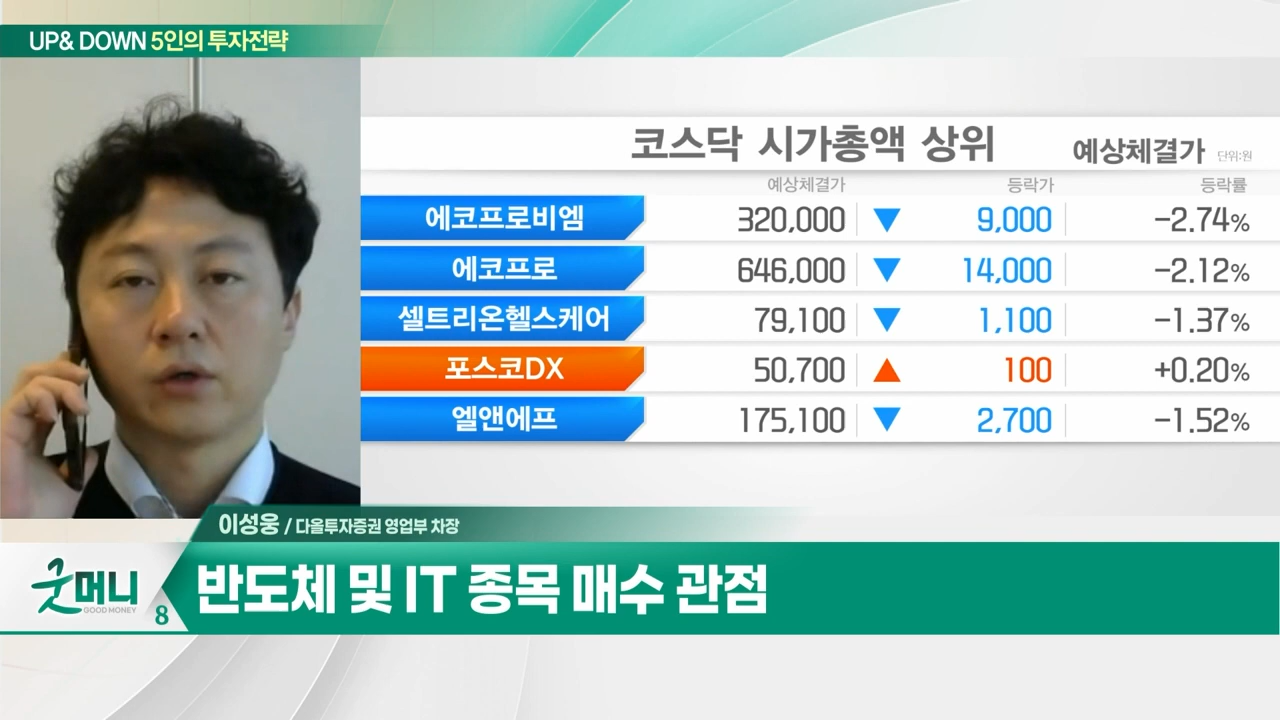 UP& DOWN 5인의 투자전략
코스닥 시가총액 상위 예상체결가 단위:원
예상체결가 등락가 등락률
에코프로비엠 320,000 ▼ 9,000 -2.74%
에코프로 646,000 ▼ 14,000 -2.12%
셀트리온헬스케어 79,100 ▼ 1,100 -1.37%
포스코DX 50,700 ▲ 100 +0.20%
엘앤에프 175,100 ▼ 2,700 -1.52%
이성웅 / 다올투자증권 영업부 차장
굿머니 GOOD MONEY 8
반도체 및 IT 종목 매수 관점